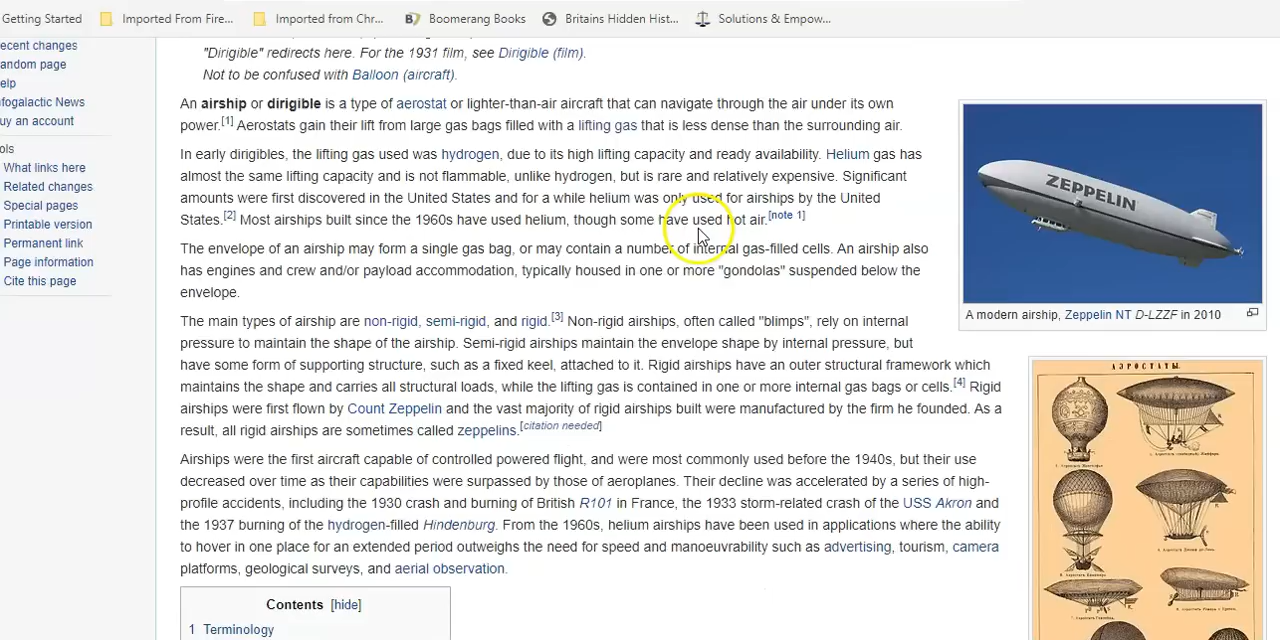 Getting Started
Imported From Fire...
Imported from Chr...
Boomerang Books
Britains Hidden Hist...
Solutions & Empow...
ecent changes
andom page
elp
nfogalactic News
uy an account
ols
What links here
Related changes
Special pages
Printable version
Permanent link
Page information
Cite this page
"Dirigible" redirects here. For the 1931 film, see Dirigible (film).
Not to be confused with Balloon (aircraft).
An airship or dirigible is a type of aerostat or lighter-than-air aircraft that can navigate through the air under its own
power.[1] Aerostats gain their lift from large gas bags filled with a lifting gas that is less dense than the surrounding air.
In early dirigibles, the lifting gas used was hydrogen, due to its high lifting capacity and ready availability. Helium gas has
almost the same lifting capacity and is not flammable, unlike hydrogen, but is rare and relatively expensive. Significant
amounts were first discovered in the United States and for a while helium was only used for airships by the United
States.[2] Most airships built since the 1960s have used helium, though some have used hot air.[note 1]
The envelope of an airship may form a single gas bag, or may contain a number of internal gas-filled cells. An airship also
has engines and crew and/or payload accommodation, typically housed in one or more "gondolas" suspended below the
envelope.
The main types of airship are non-rigid, semi-rigid, and rigid.[3] Non-rigid airships, often called "blimps", rely on internal
pressure to maintain the shape of the airship. Semi-rigid airships maintain the envelope shape by internal pressure, but
have some form of supporting structure, such as a fixed keel, attached to it. Rigid airships have an outer structural framework which
maintains the shape and carries all structural loads, while the lifting gas is contained in one or more internal gas bags or cells.[4] Rigid
airships were first flown by Count Zeppelin and the vast majority of rigid airships built were manufactured by the firm he founded. As a
result, all rigid airships are sometimes called zeppelins.[citation needed]
Airships were the first aircraft capable of controlled powered flight, and were most commonly used before the 1940s, but their use
decreased over time as their capabilities were surpassed by those of aeroplanes. Their decline was accelerated by a series of high-
profile accidents, including the 1930 crash and burning of British R101 in France, the 1933 storm-related crash of the USS Akron and
the 1937 burning of the hydrogen-filled Hindenburg. From the 1960s, helium airships have been used in applications where the ability
to hover in one place for an extended period outweighs the need for speed and manoeuvrability such as advertising, tourism, camera
platforms, geological surveys, and aerial observation.
Contents [hide]
1 Terminology
ZEPPELIN
A modern airship, Zeppelin NT D-LZZF in 2010
АЭРОСТАТЫ.